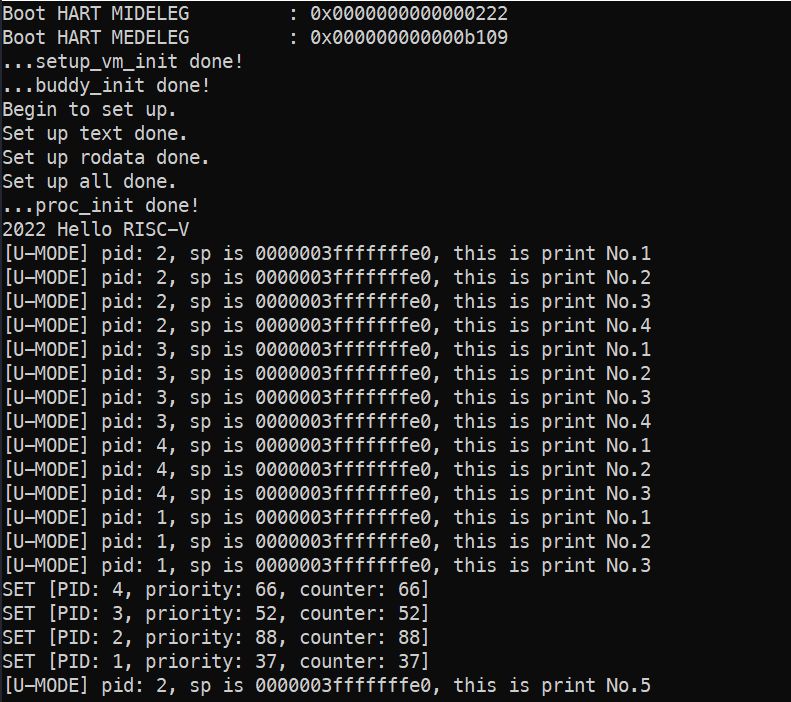 Boot HART MIDELEG         : 0x0000000000000222
Boot HART MEDELEG         : 0x000000000000b109
...setup_vm_init done!
...buddy_init done!
Begin to set up.
Set up text done.
Set up rodata done.
Set up all done.
...proc_init done!
2022 Hello RISC-V
[U-MODE] pid: 2, sp is 0000003fffffffe0, this is print No.1
[U-MODE] pid: 2, sp is 0000003fffffffe0, this is print No.2
[U-MODE] pid: 2, sp is 0000003fffffffe0, this is print No.3
[U-MODE] pid: 2, sp is 0000003fffffffe0, this is print No.4
[U-MODE] pid: 3, sp is 0000003fffffffe0, this is print No.1
[U-MODE] pid: 3, sp is 0000003fffffffe0, this is print No.2
[U-MODE] pid: 3, sp is 0000003fffffffe0, this is print No.3
[U-MODE] pid: 3, sp is 0000003fffffffe0, this is print No.4
[U-MODE] pid: 4, sp is 0000003fffffffe0, this is print No.1
[U-MODE] pid: 4, sp is 0000003fffffffe0, this is print No.2
[U-MODE] pid: 4, sp is 0000003fffffffe0, this is print No.3
[U-MODE] pid: 1, sp is 0000003fffffffe0, this is print No.1
[U-MODE] pid: 1, sp is 0000003fffffffe0, this is print No.2
[U-MODE] pid: 1, sp is 0000003fffffffe0, this is print No.3
SET [PID: 4, priority: 66, counter: 66]
SET [PID: 3, priority: 52, counter: 52]
SET [PID: 2, priority: 88, counter: 88]
SET [PID: 1, priority: 37, counter: 37]
[U-MODE] pid: 2, sp is 0000003fffffffe0, this is print No.5